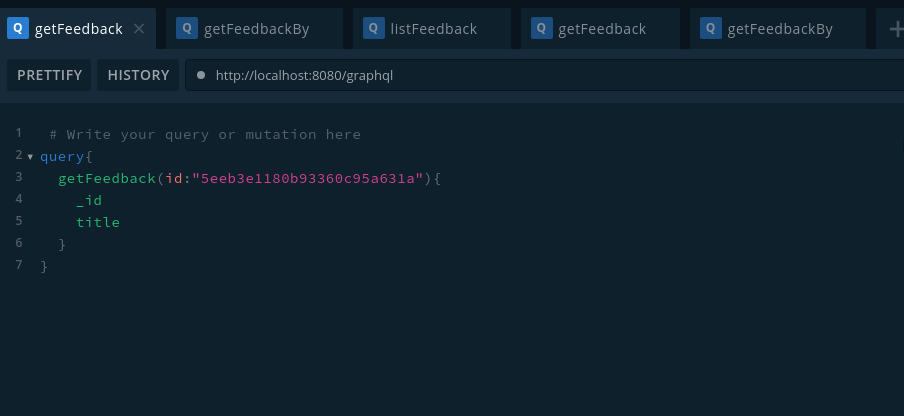 Q getFeedback × Q getFeedbackBy Q listFeedback Q getFeedback Q getFeedbackBy +
PRETTIFY HISTORY http://localhost:8080/graphql
1 # Write your query or mutation here
2 query{
3 getFeedback(id:"5eeb3e1180b93360c95a631a"){
4 _id
5 title
6 }
7 }